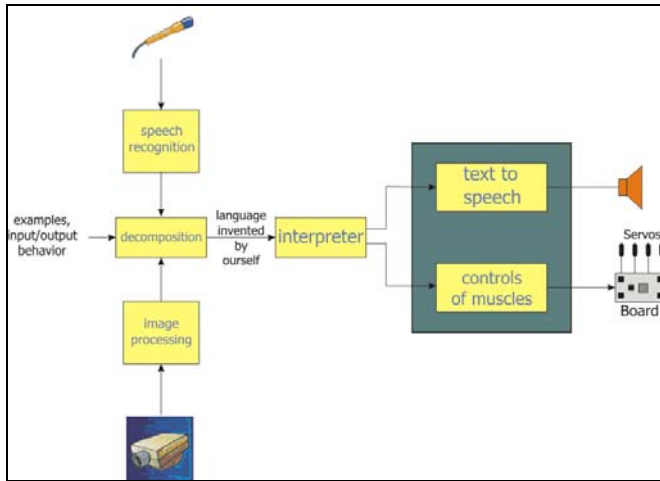 speech
recognition
examples,
input/output
behavior
decomposition
language
invented
by
ourself
interpreter
text to
speech
controls
of muscles
Servos
Board
image
processing